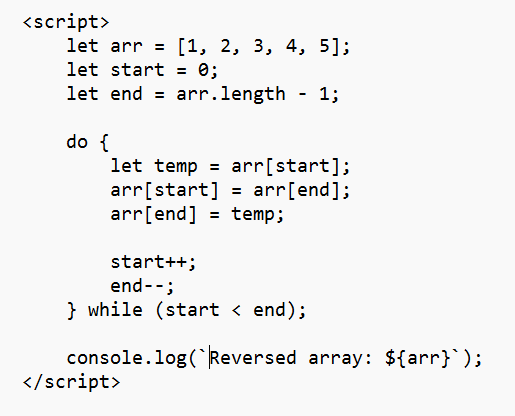 <script>
    let arr = [1, 2, 3, 4, 5];
    let start = 0;
    let end = arr.length - 1;

    do {
        let temp = arr[start];
        arr[start] = arr[end];
        arr[end] = temp;

        start++;
        end--;
    } while (start < end);

    console.log(`Reversed array: ${arr}`);
</script>